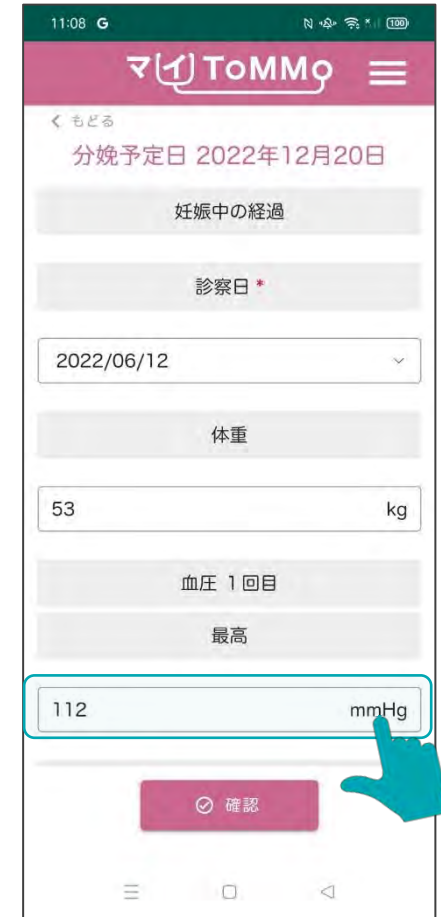 11:08 G
100
マイToMMo
もどる
分娩予定日 2022年12月20日
妊娠中の経過
診察日 *
2022/06/12
体重
53 kg
血圧 1回目
最高
112 mmHg
確認